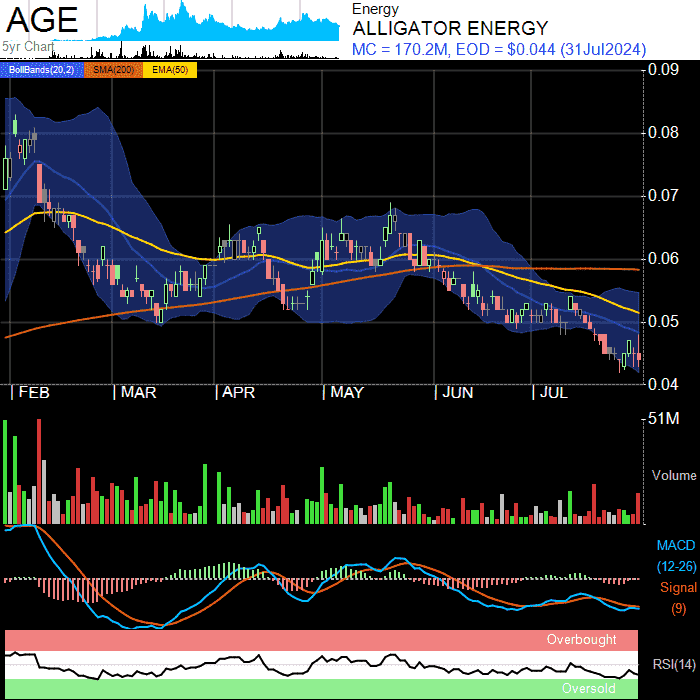 AGE
5yr Chart
Energy
ALLIGATOR ENERGY
MC = 170.2M, EOD = $0.044 (31Jul2024)
BollBands(20,2) SMA(200) EMA(50)
0.09
0.08
0.07
0.06
0.05
0.04
| FEB | MAR | APR | MAY | JUN | JUL
51M
Volume
MACD
(12-26)
Signal
(9)
Overbought
RSI(14)
Oversold